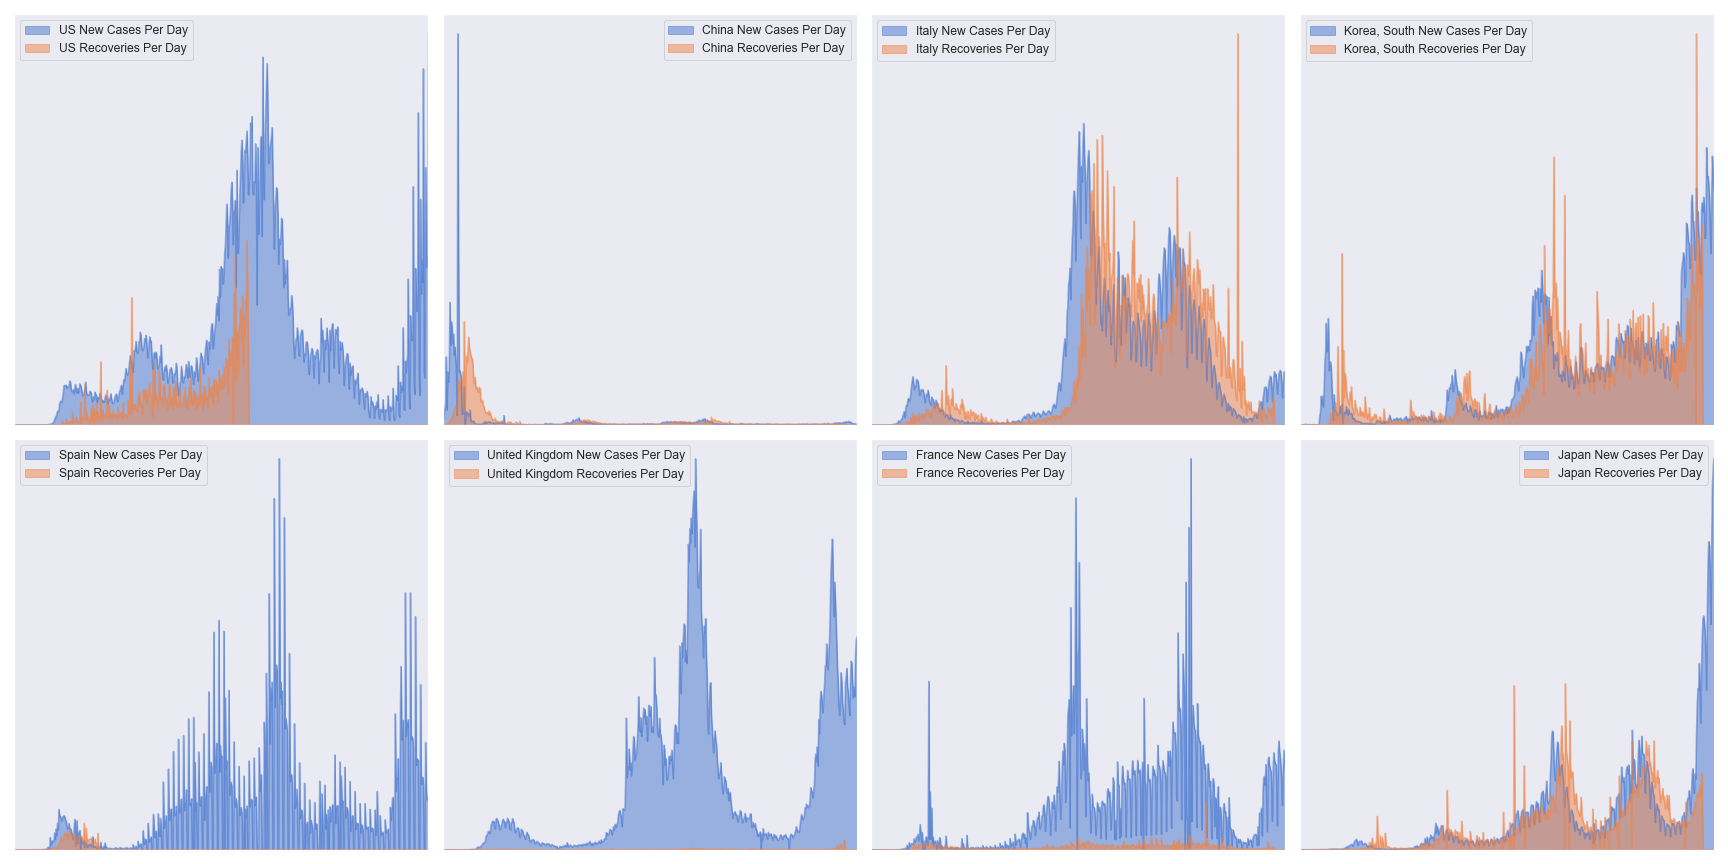 US New Cases Per Day
US Recoveries Per Day
China New Cases Per Day
China Recoveries Per Day
Italy New Cases Per Day
Italy Recoveries Per Day
Korea, South New Cases Per Day
Korea, South Recoveries Per Day
Spain New Cases Per Day
Spain Recoveries Per Day
United Kingdom New Cases Per Day
United Kingdom Recoveries Per Day
France New Cases Per Day
France Recoveries Per Day
Japan New Cases Per Day
Japan Recoveries Per Day